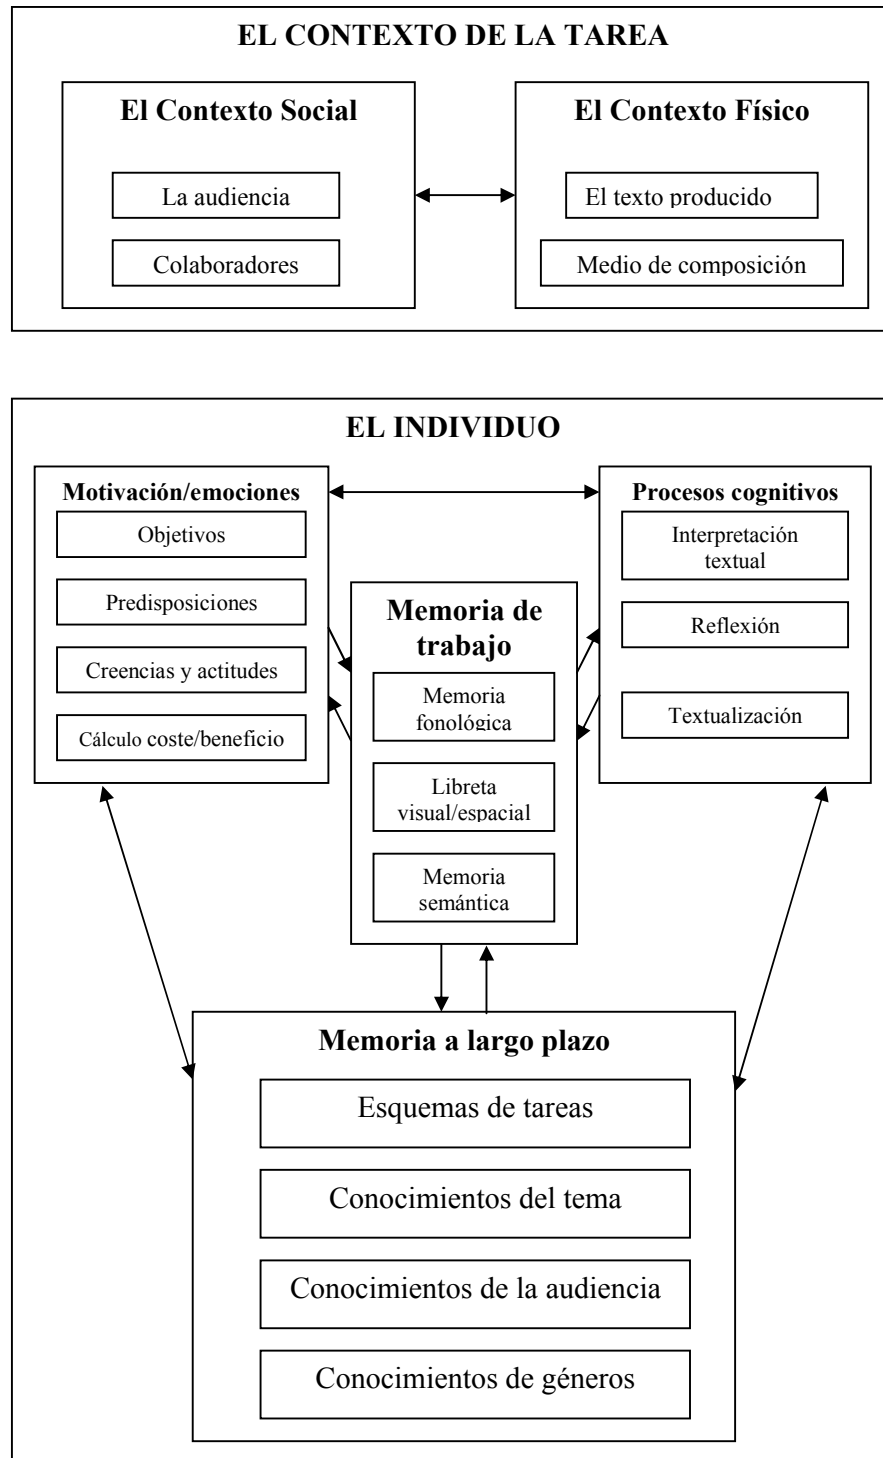 EL CONTEXTO DE LA TAREA
El Contexto Social
La audiencia
Colaboradores
El Contexto Físico
El texto producido
Medio de composición
EL INDIVIDUO
Motivación/emociones
Objetivos
Predisposiciones
Creencias y actitudes
Cálculo coste/beneficio
Memoria de
trabajo
Memoria
fonológica
Libreta
visual/espacial
Memoria
semántica
Procesos cognitivos
Interpretación
textual
Reflexión
Textualización
Memoria a largo plazo
Esquemas de tareas
Conocimientos del tema
Conocimientos de la audiencia
Conocimientos de géneros